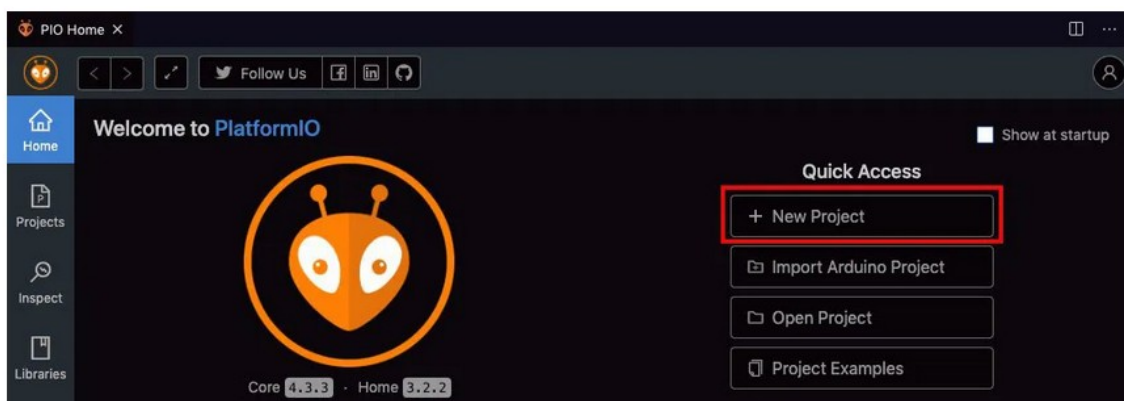 PIO Home
Follow Us
Home
Welcome to PlatformIO
Show at startup
Quick Access
Projects
+ New Project
Inspect
Import Arduino Project
Open Project
Libraries
Project Examples
Core 4.3.3 · Home 3.2.2